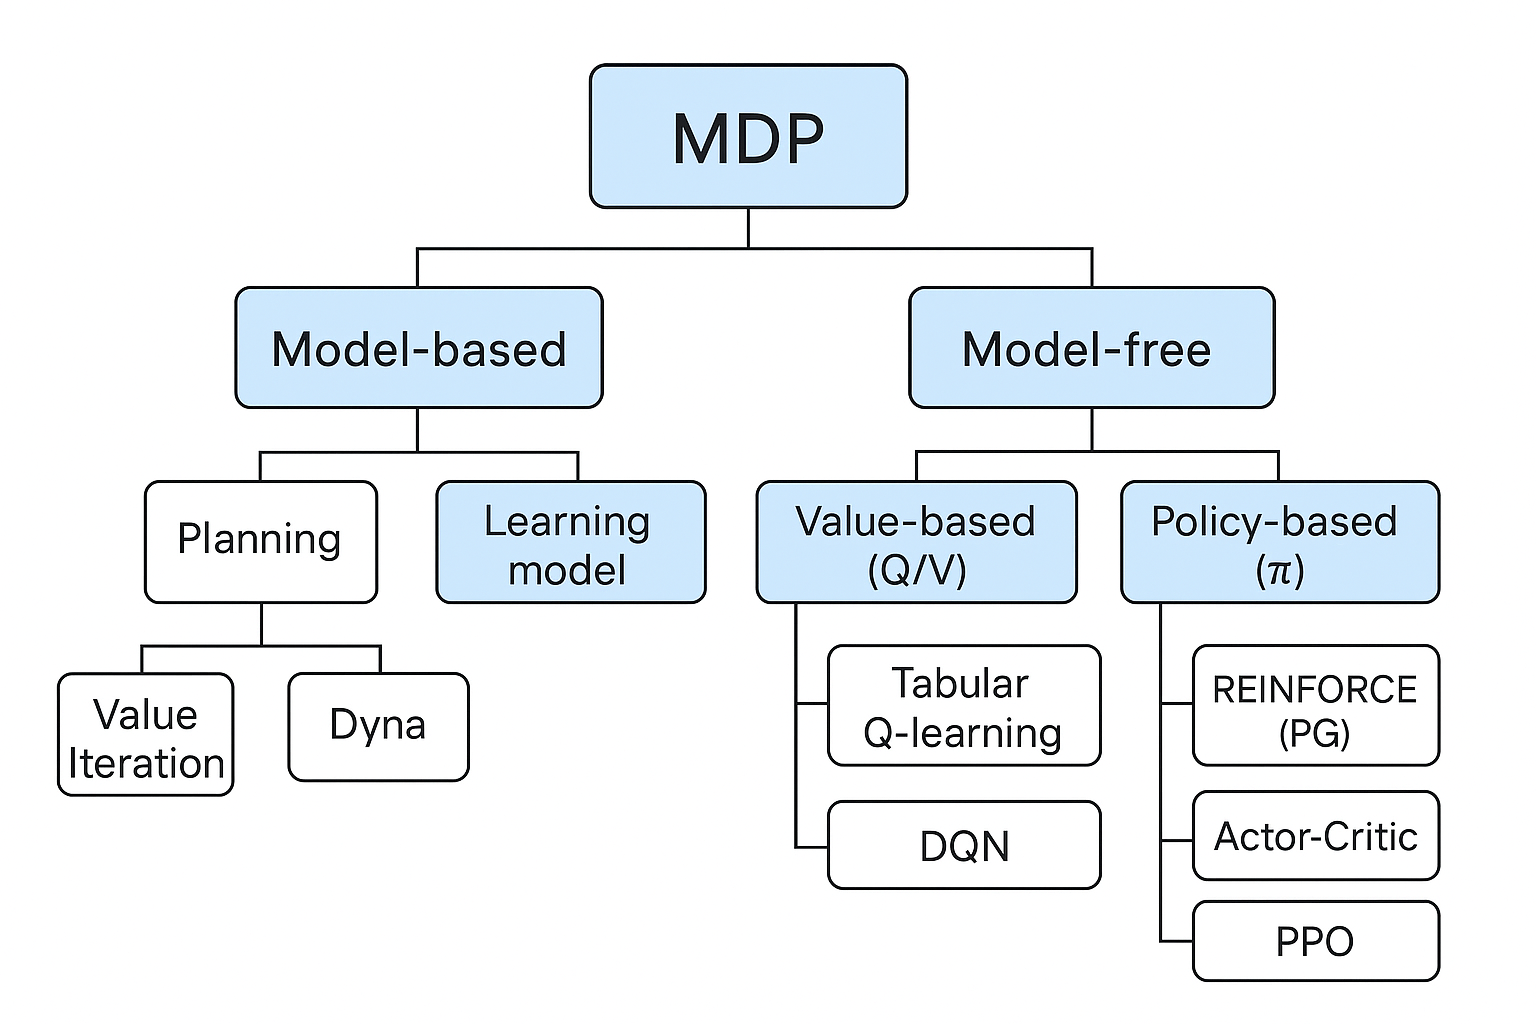 MDP
Model-based
Model-free
Planning
Learning
model
Value-based
(Q/V)
Policy-based
(π)
Value
Iteration
Dyna
Tabular
Q-learning
DQN
REINFORCE
(PG)
Actor-Critic
PPO